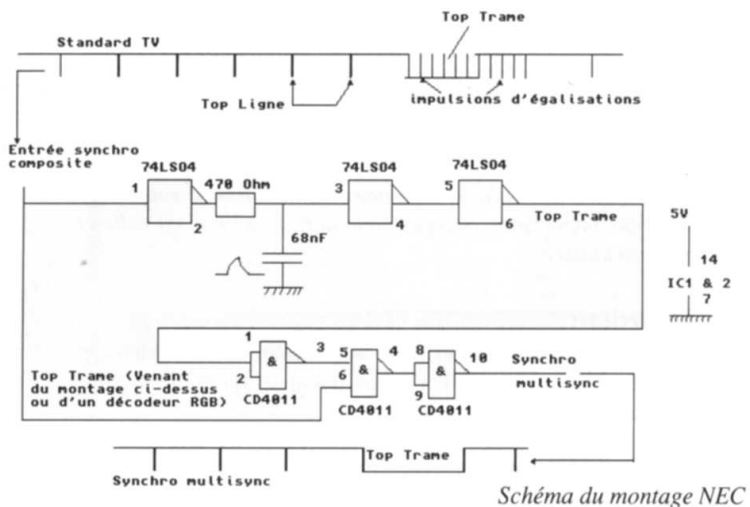 Top Trame
Standard TV
Top Ligne
impulsions d'égalisations
Entrée synchro
composite
74LS04
470 Ohm
74LS04
74LS04
1
2
3
4
5
6
68nF
Top Trame
5V
14
IC1 & 2
7
1
2
&
3
CD4011
5
6
&
4
CD4011
8
9
&
10
CD4011
Synchro
multisync
Top Trame (Venant
du montage ci-dessus
ou d'un décodeur RGB)
Top Trame
Synchro multisync
Schéma du montage NEC